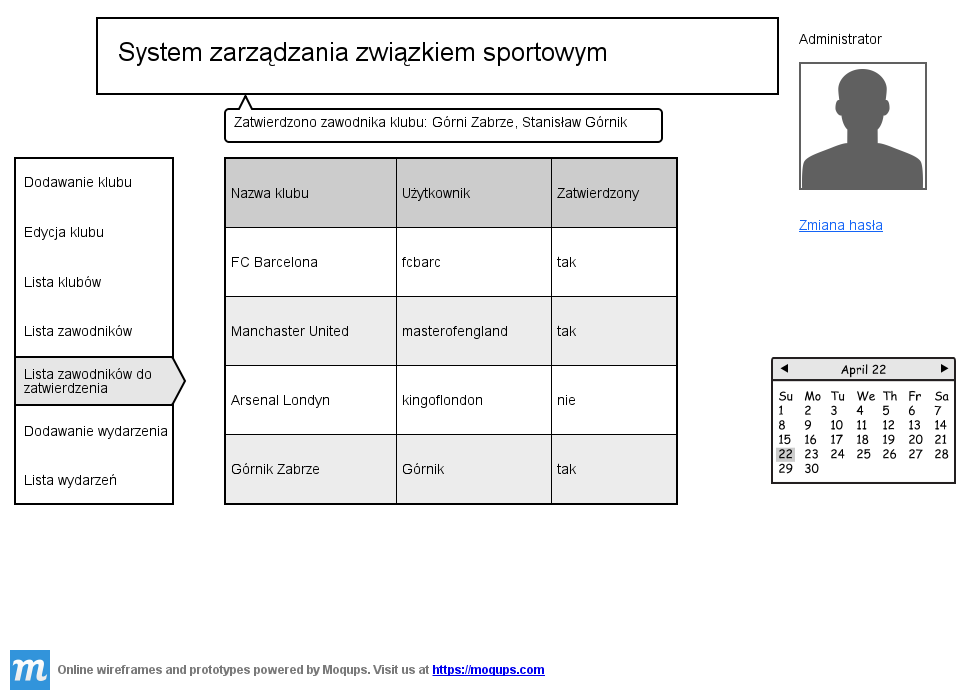 System zarządzania związkiem sportowym
Administrator
Zatwierdzono zawodnika klubu: Górni Zabrze, Stanisław Górnik
Zmiana hasła
Dodawanie klubu
Edycja klubu
Lista klubów
Lista zawodników
Lista zawodników do
zatwierdzenia
Dodawanie wydarzenia
Lista wydarzeń
Nazwa klubu Użytkownik Zatwierdzony
FC Barcelona fcbarc tak
Manchaster United masterofengland tak
Arsenal Londyn kingoflondon nie
Górnik Zabrze Górnik tak
April 22
Su Mo Tu We Th Fr Sa
1 2 3 4 5 6 7
8 9 10 11 12 13 14
15 16 17 18 19 20 21
22 23 24 25 26 27 28
29 30
m Online wireframes and prototypes powered by Moqups. Visit us at https://moqups.com